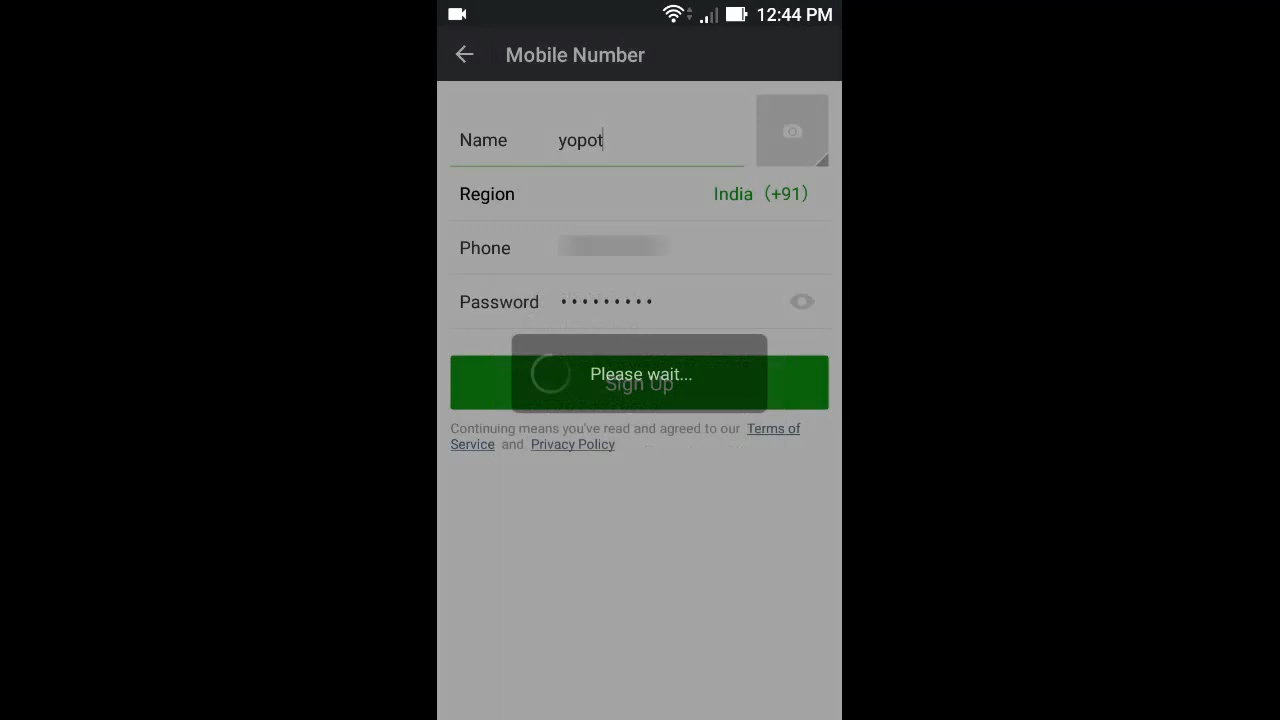 12:44 PM
Mobile Number
Name yopot
Region India (+91)
Phone
Password •••••••••
Please wait...
Sign Up
Continuing means you've read and agreed to our Terms of
Service and Privacy Policy